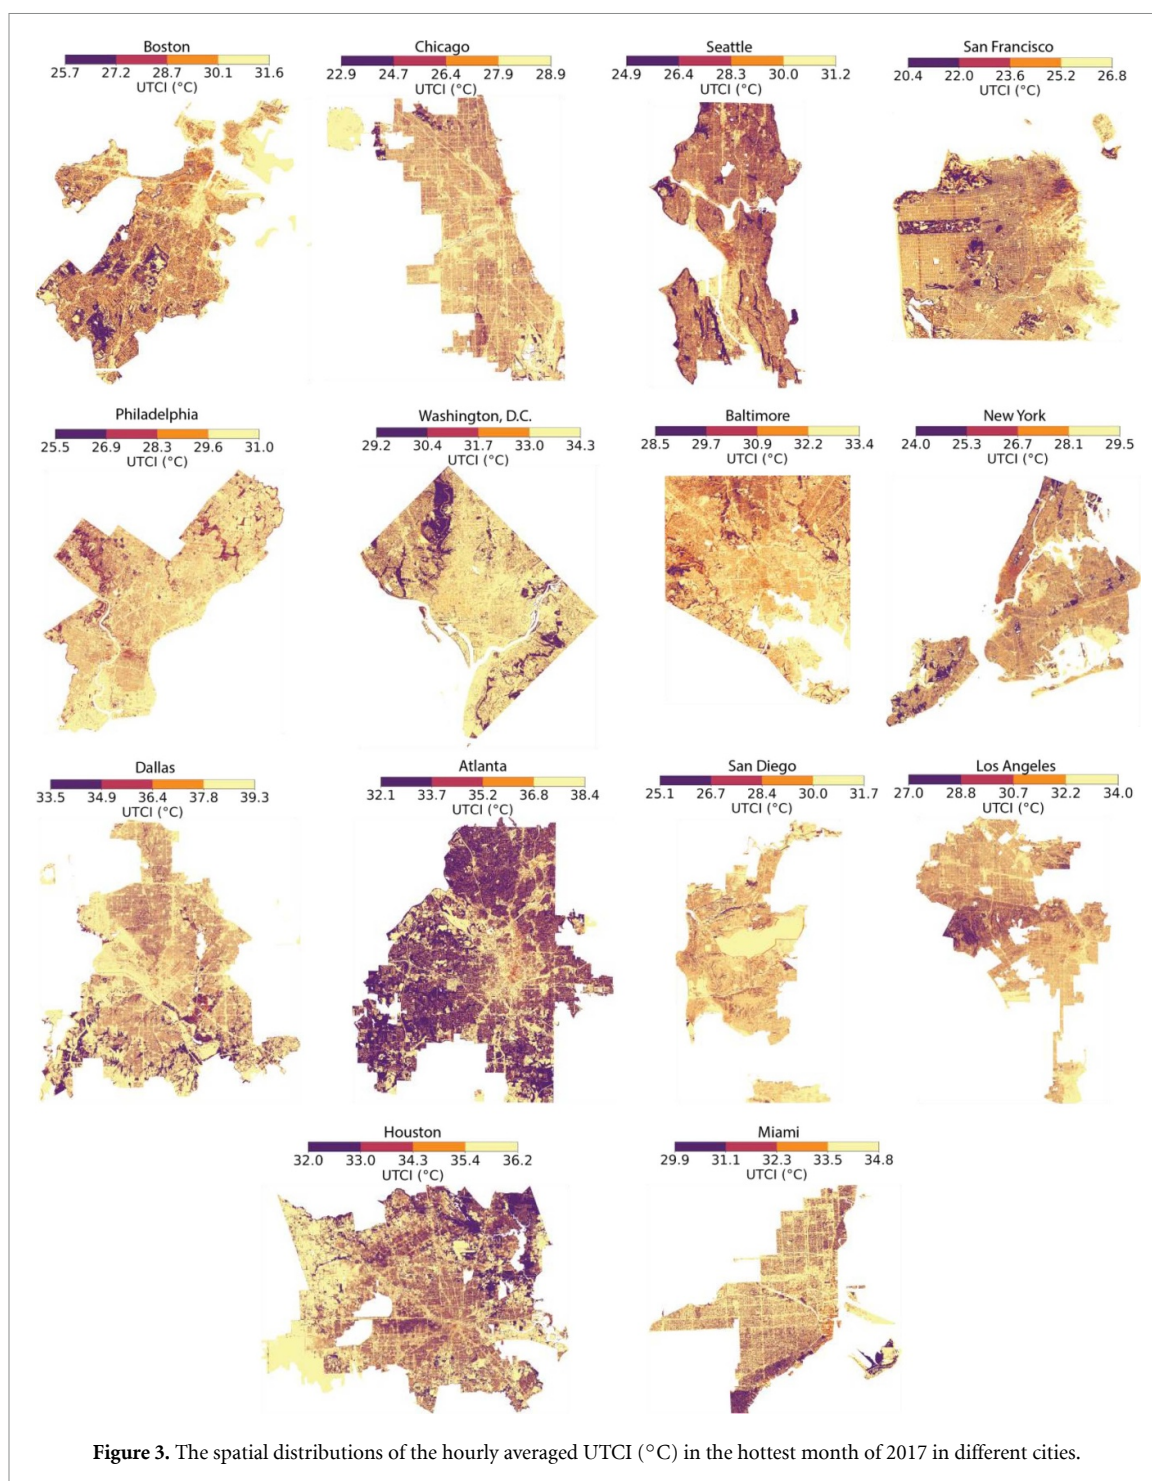 Boston
25.7 27.2 28.7 30.1 31.6
UTCI (°C)
Chicago
22.9 24.7 26.4 27.9 28.9
UTCI (°C)
Seattle
24.9 26.4 28.3 30.0 31.2
UTCI (°C)
San Francisco
20.4 22.0 23.6 25.2 26.8
UTCI (°C)
Philadelphia
25.5 26.9 28.3 29.6 31.0
UTCI (°C)
Washington, D.C.
29.2 30.4 31.7 33.0 34.3
UTCI (°C)
Baltimore
28.5 29.7 30.9 32.2 33.4
UTCI (°C)
New York
24.0 25.3 26.7 28.1 29.5
UTCI (°C)
Dallas
33.5 34.9 36.4 37.8 39.3
UTCI (°C)
Atlanta
32.1 33.7 35.2 36.8 38.4
UTCI (°C)
San Diego
25.1 26.7 28.4 30.0 31.7
UTCI (°C)
Los Angeles
27.0 28.8 30.7 32.2 34.0
UTCI (°C)
Houston
32.0 33.0 34.3 35.4 36.2
UTCI (°C)
Miami
29.9 31.1 32.3 33.5 34.8
UTCI (°C)
Figure 3. The spatial distributions of the hourly averaged UTCI (°C) in the hottest month of 2017 in different cities.